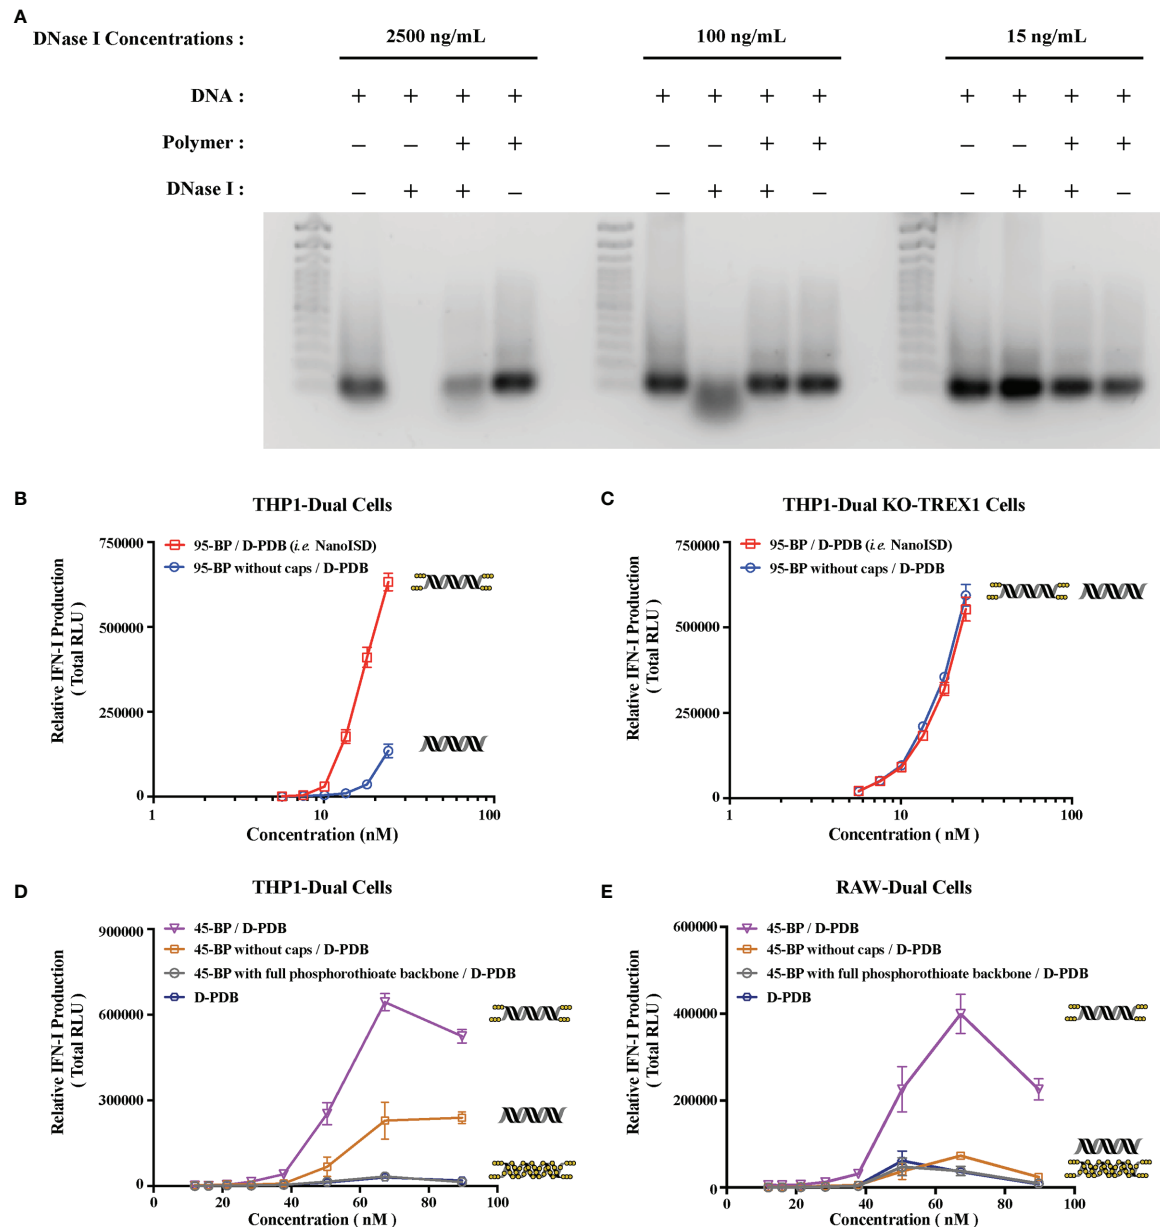 A
DNase I Concentrations : 2500 ng/mL 100 ng/mL 15 ng/mL
DNA : + + + + + + + + + + + +
Polymer : – – + + – – + + – – + +
DNase I : – + + – – + + – – + + –
B
THP1-Dual Cells
Relative IFN-I Production
( Total RLU )
750000
500000
250000
0
95-BP / D-PDB (i.e. NanoISD)
95-BP without caps / D-PDB
1 10 100
Concentration (nM)
C
THP1-Dual KO-TREX1 Cells
Relative IFN-I Production
( Total RLU )
750000
500000
250000
0
95-BP / D-PDB (i.e. NanoISD)
95-BP without caps / D-PDB
1 10 100
Concentration ( nM )
D
THP1-Dual Cells
Relative IFN-I Production
( Total RLU )
900000
600000
300000
0
45-BP / D-PDB
45-BP without caps / D-PDB
45-BP with full phosphorothioate backbone / D-PDB
D-PDB
0 20 40 60 80 100
Concentration ( nM )
E
RAW-Dual Cells
Relative IFN-I Production
( Total RLU )
600000
400000
200000
0
45-BP / D-PDB
45-BP without caps / D-PDB
45-BP with full phosphorothioate backbone / D-PDB
D-PDB
0 20 40 60 80 100
Concentration ( nM )